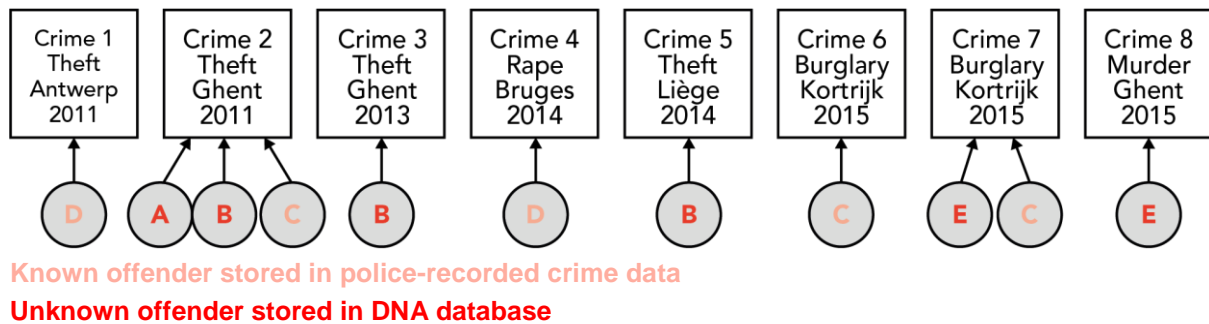 Crime 1
Theft
Antwerp
2011
Crime 2
Theft
Ghent
2011
Crime 3
Theft
Ghent
2013
Crime 4
Rape
Bruges
2014
Crime 5
Theft
Liège
2014
Crime 6
Burglary
Kortrijk
2015
Crime 7
Burglary
Kortrijk
2015
Crime 8
Murder
Ghent
2015
D
A
B
C
B
D
B
C
E
C
E
Known offender stored in police-recorded crime data
Unknown offender stored in DNA database